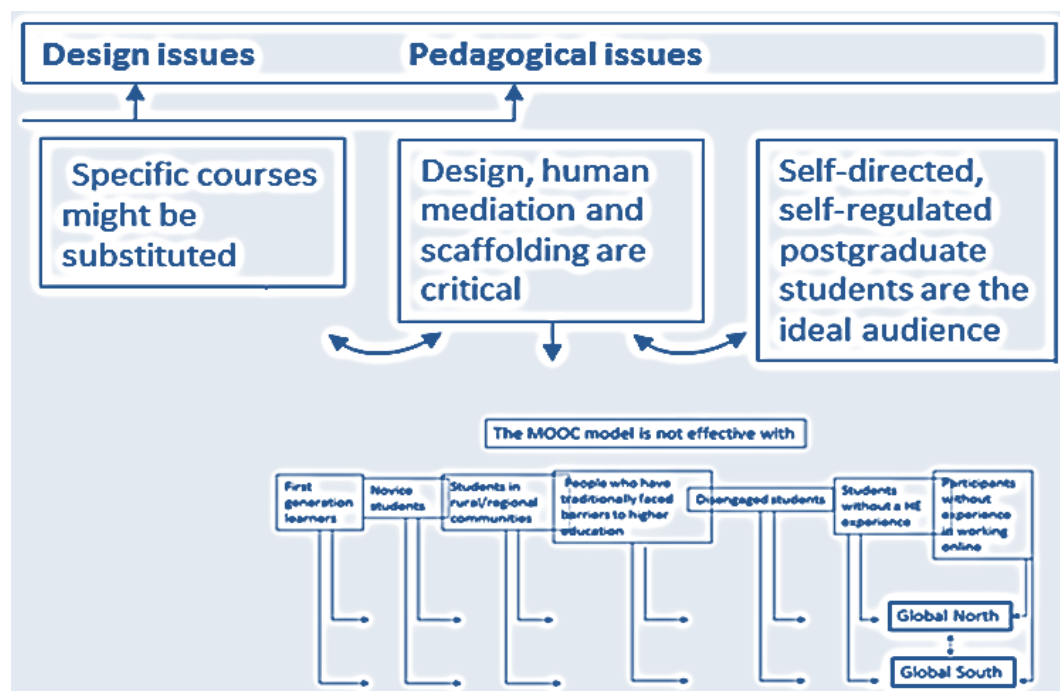 Design issues
Pedagogical issues
Specific courses
might be
substituted
Design, human
mediation and
scaffolding are
critical
Self-directed,
self-regulated
postgraduate
students are the
ideal audience
The MOOC model is not effective with
First
generation
learners
Novice
students
Students in
rural/regional
communities
People who have
traditionally faced
barriers to higher
education
Disengaged students
Students
without a HE
experience
Participants
without
experience
in working
online
Global North
Global South